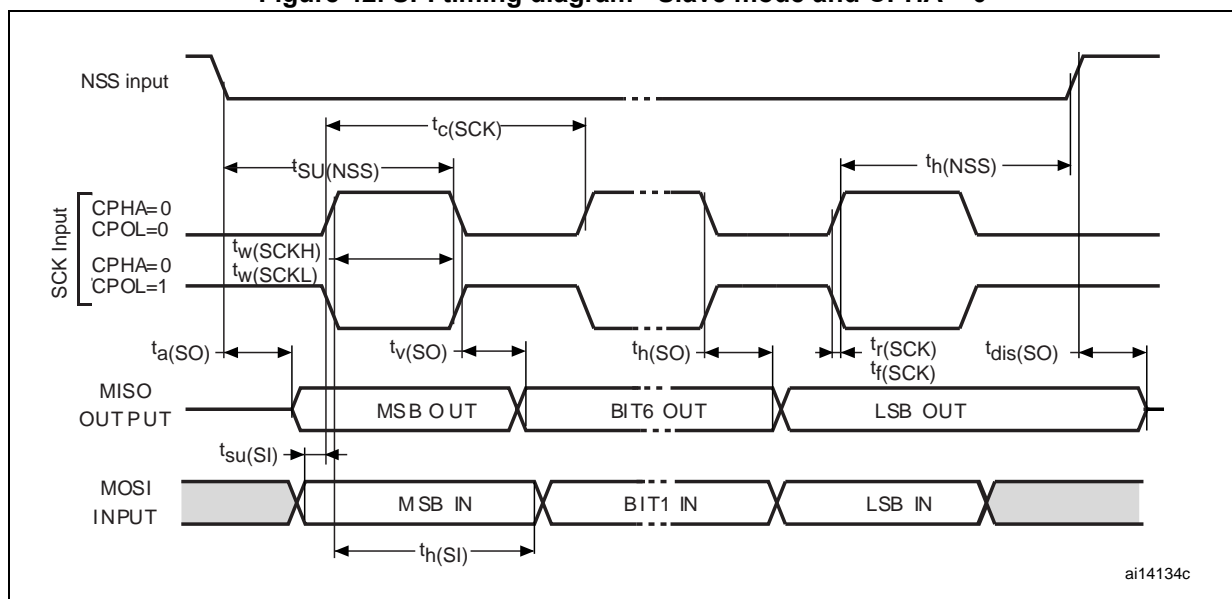 NSS input
tc(SCK)
tSU(NSS)
th(NSS)
SCK Input
CPHA=0
CPOL=0
tw(SCKH)
CPHA=0
tw(SCKL)
CPOL=1
ta(SO)
tv(SO)
th(SO)
tr(SCK)
tf(SCK)
tdis(SO)
MISO
OUTPUT
MSB OUT
BIT6 OUT
LSB OUT
tsu(SI)
MOSI
INPUT
MSB IN
BIT1 IN
LSB IN
th(SI)
ai14134c